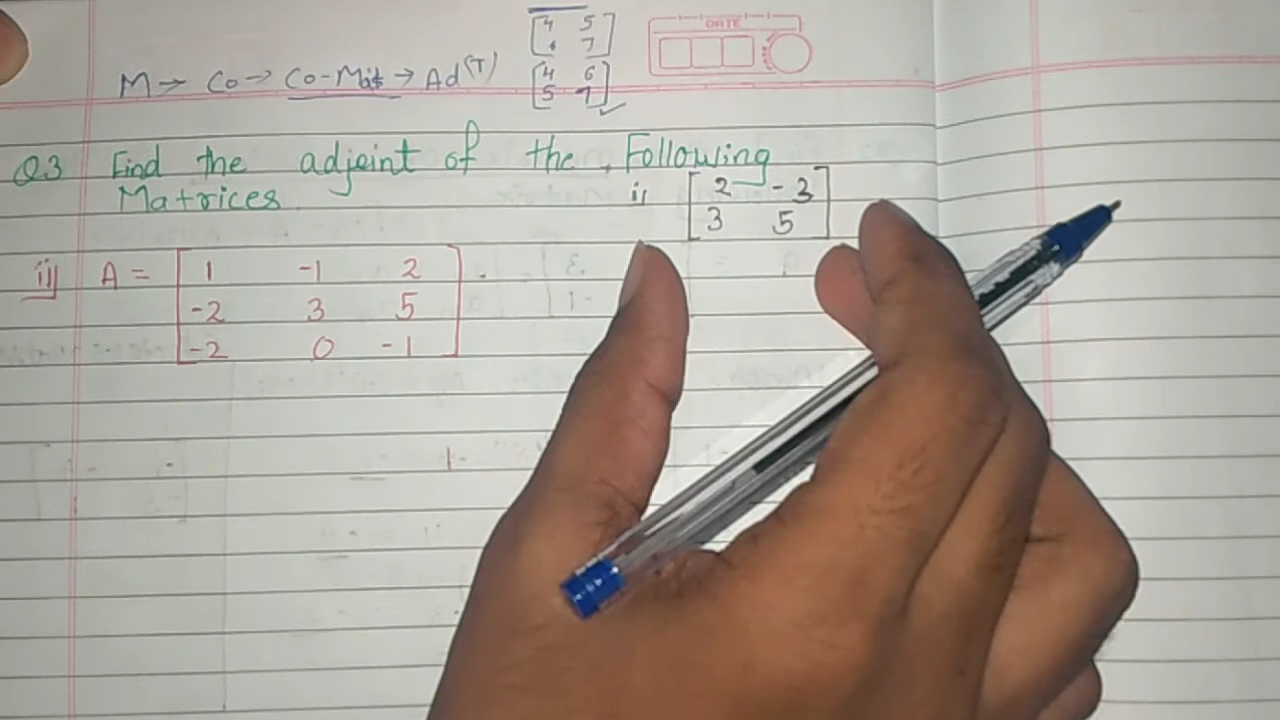 DATE
4 5
7
M → Co → Co-Mat → Ad(T)
4 6
5 7
Q3 Find the adjoint of the Following
Matrices
i) 2 -3
3 5
ii) A = 1 -1 2
-2 3 5
-2 0 -1